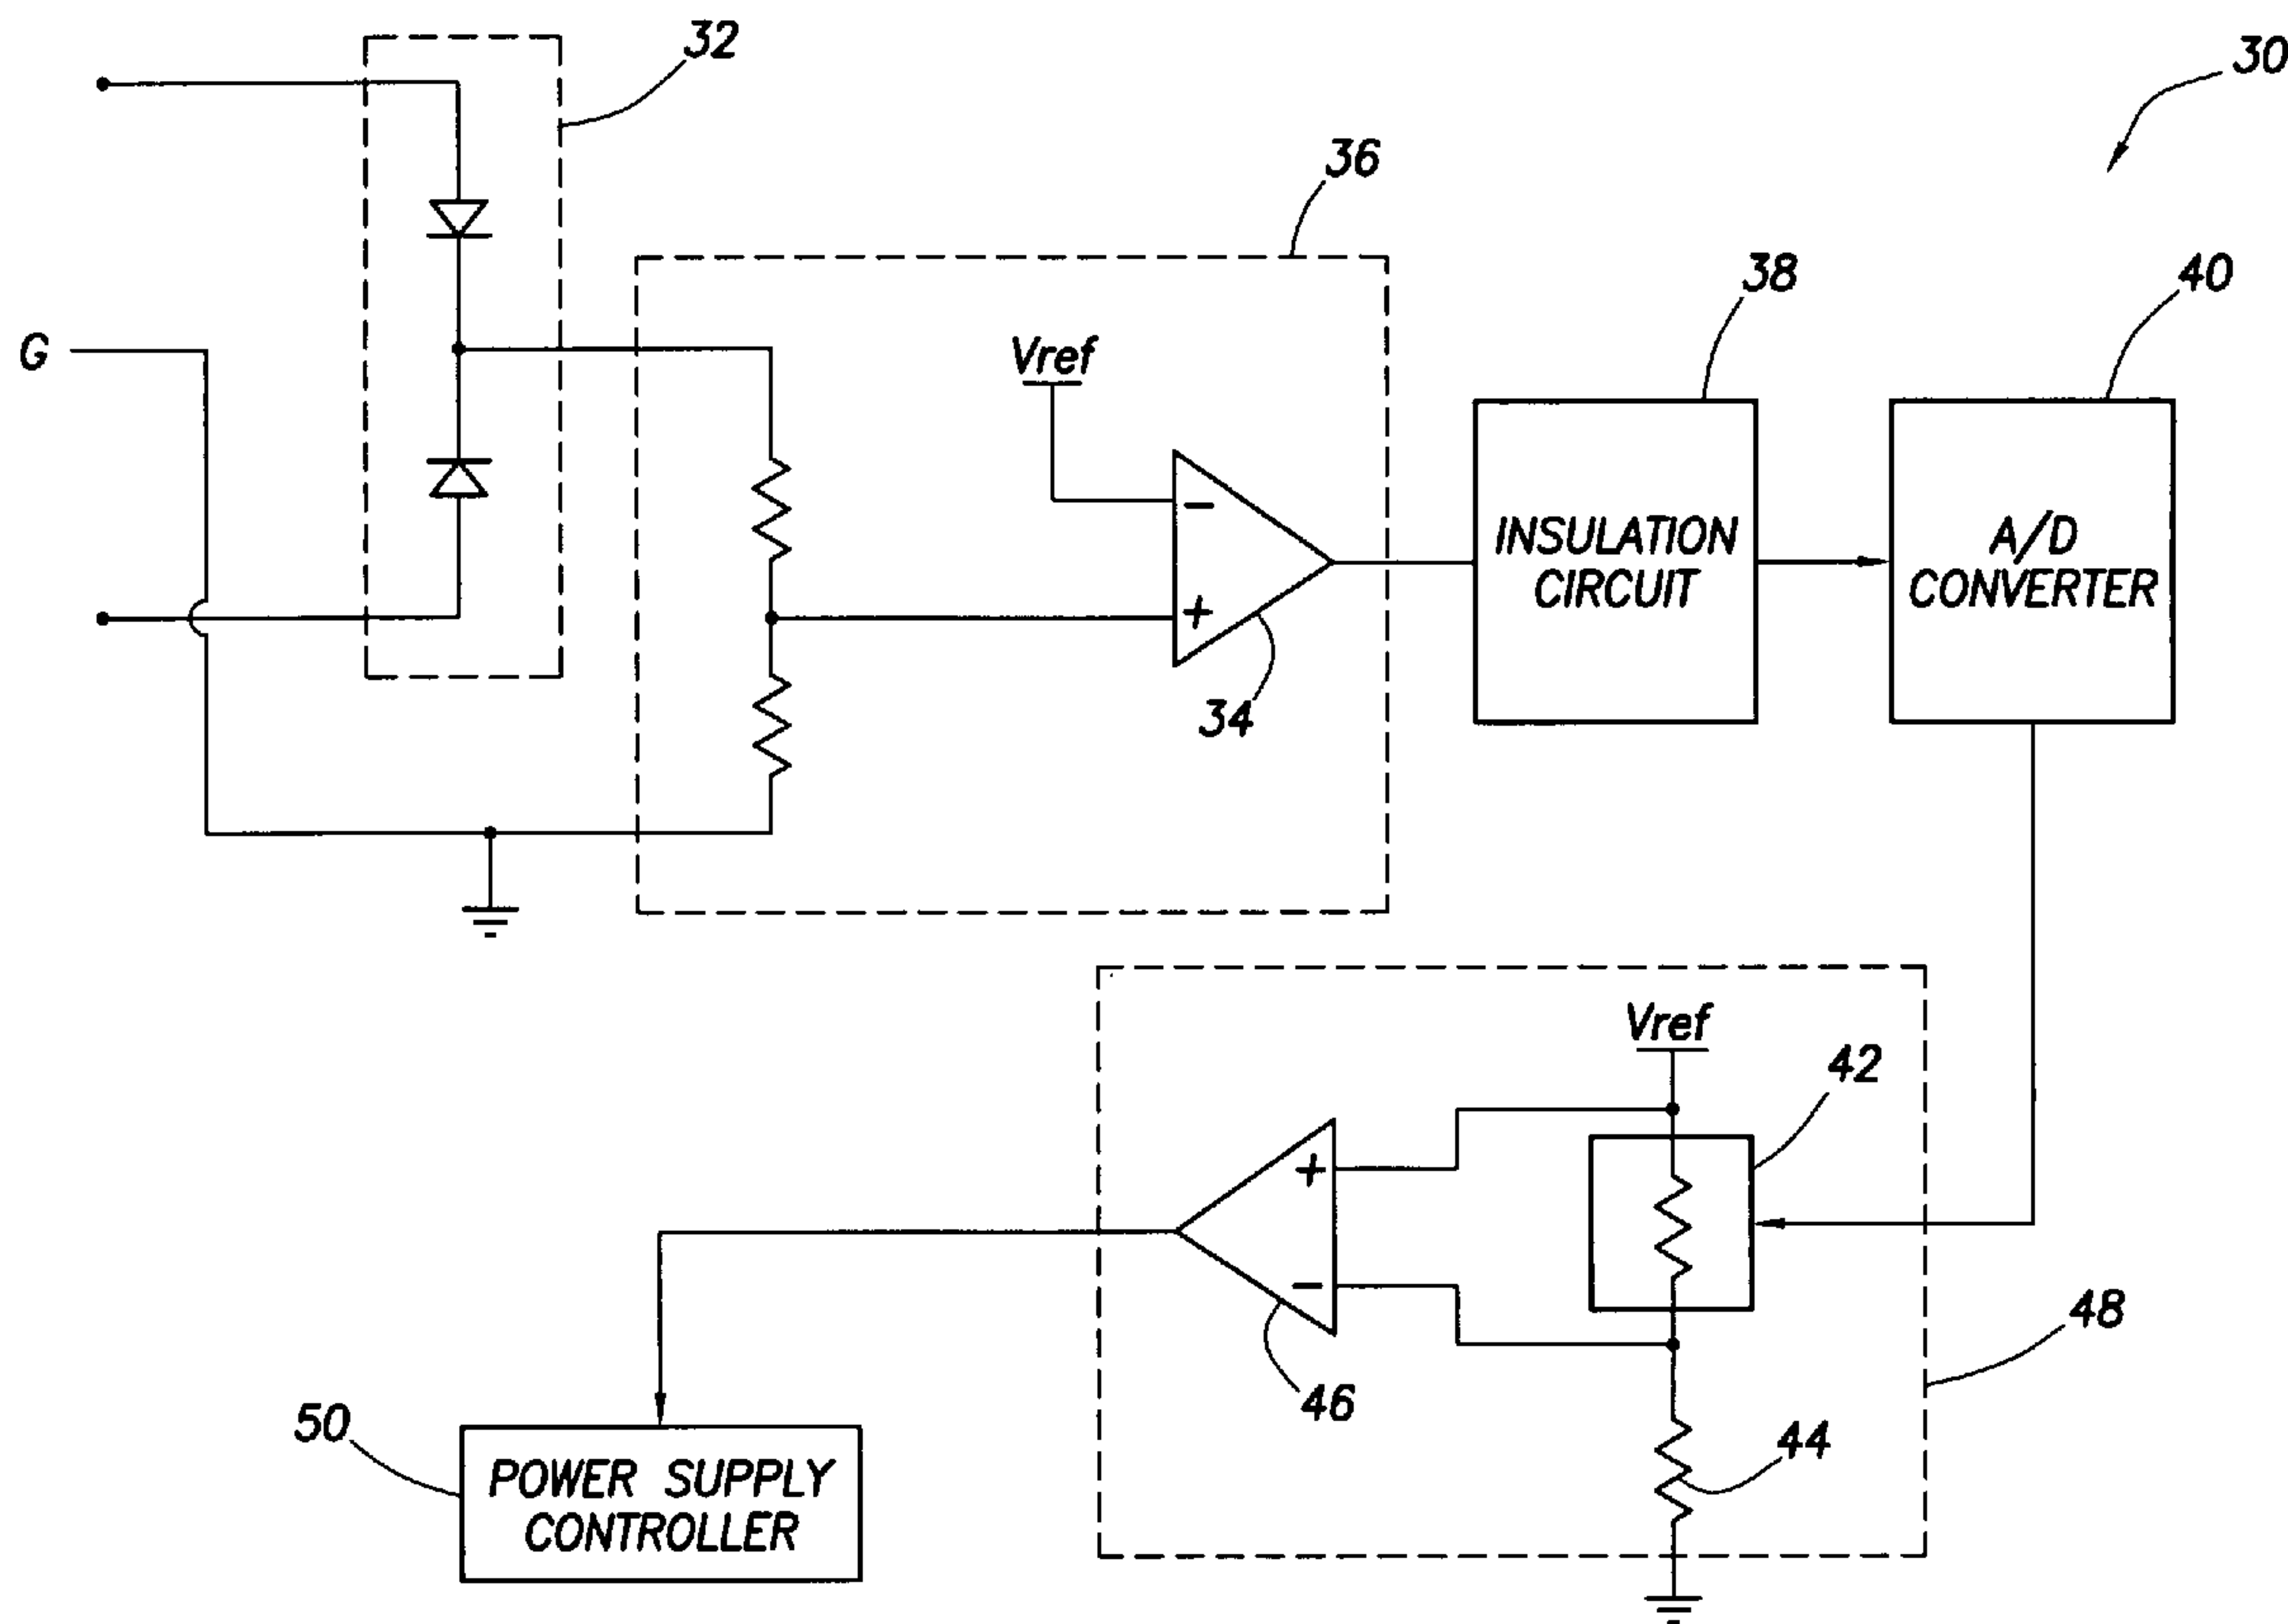 32
30
36
38
40
G
Vref
−
+
34
INSULATION
CIRCUIT
A/D
CONVERTER
Vref
42
+
−
46
48
44
50
POWER SUPPLY
CONTROLLER